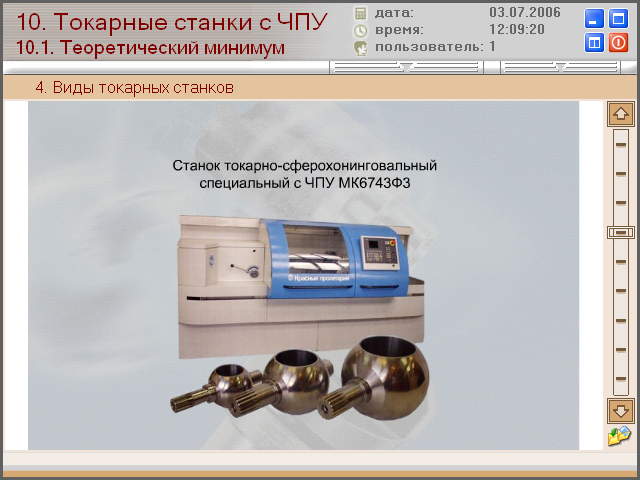 10. Токарные станки с ЧПУ
10.1. Теоретический минимум
дата: 03.07.2006
время: 12:09:20
пользователь: 1
4. Виды токарных станков
Станок токарно-сферохонинговальный
специальный с ЧПУ МК6743Ф3
© Красный пролетарий